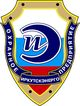 ОХРАННОЕ ПРЕДПРИЯТИЕ
ИРКУТСКЭНЕРГО